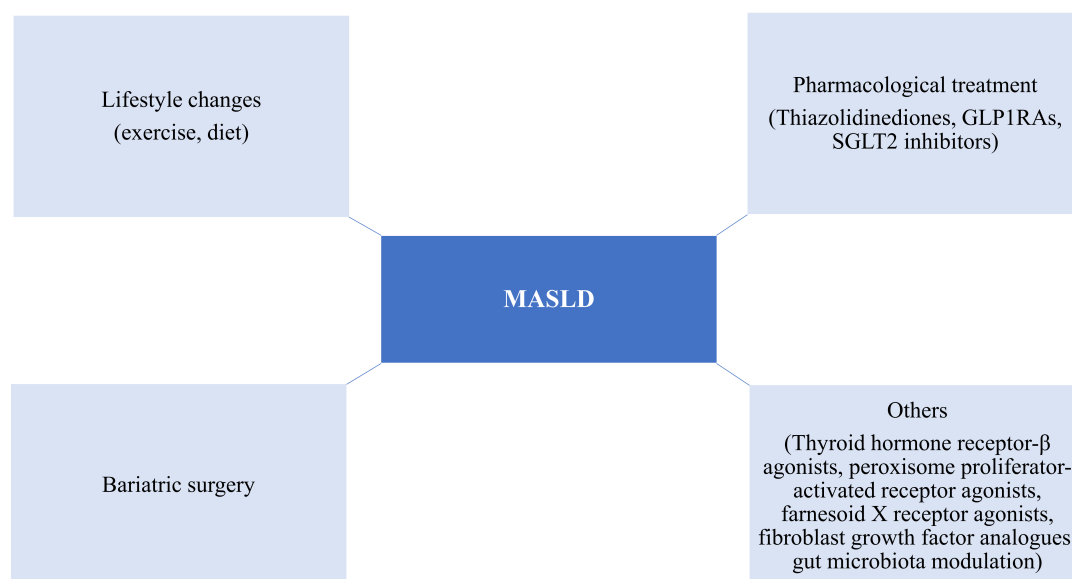 Lifestyle changes
(exercise, diet)
Pharmacological treatment
(Thiazolidinediones, GLP1RAs,
SGLT2 inhibitors)
MASLD
Bariatric surgery
Others
(Thyroid hormone receptor-β
agonists, peroxisome proliferator-
activated receptor agonists,
farnesoid X receptor agonists,
fibroblast growth factor analogues
gut microbiota modulation)